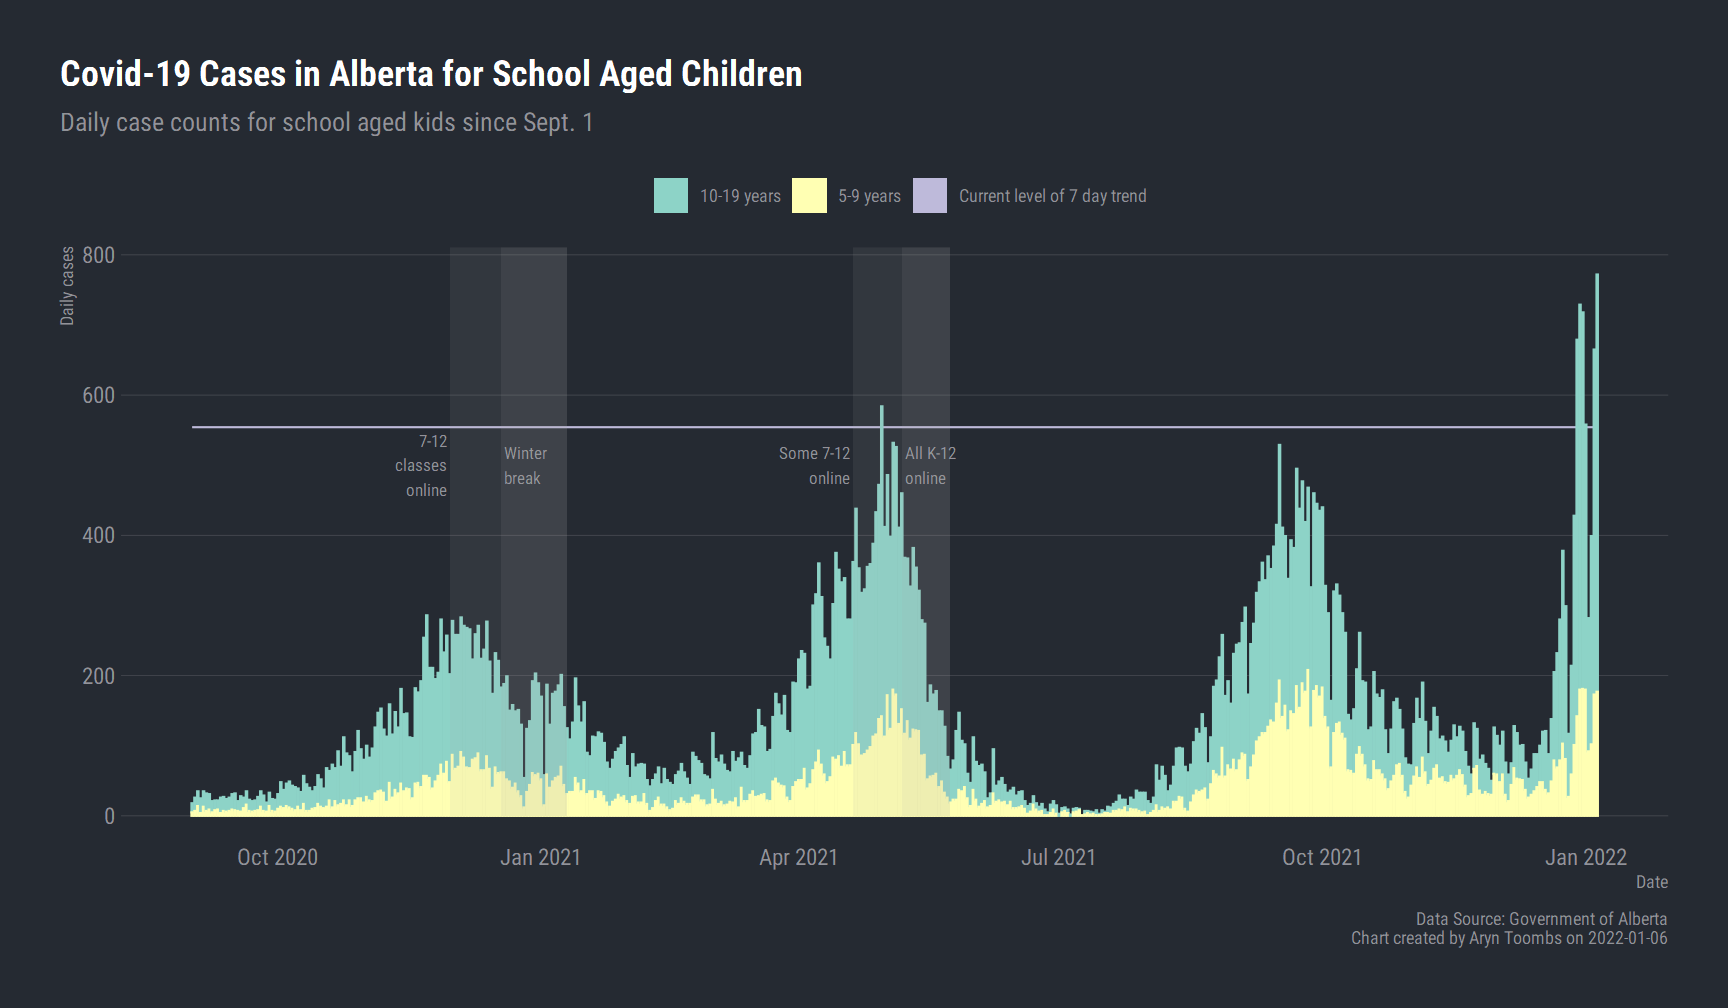 Covid-19 Cases in Alberta for School Aged Children
Daily case counts for school aged kids since Sept. 1
10-19 years
5-9 years
Current level of 7 day trend
Daily cases
800
600
400
200
0
7-12
classes
online
Winter
break
Some 7-12
online
All K-12
online
Oct 2020
Jan 2021
Apr 2021
Jul 2021
Oct 2021
Jan 2022
Date
Data Source: Government of Alberta
Chart created by Aryn Toombs on 2022-01-06